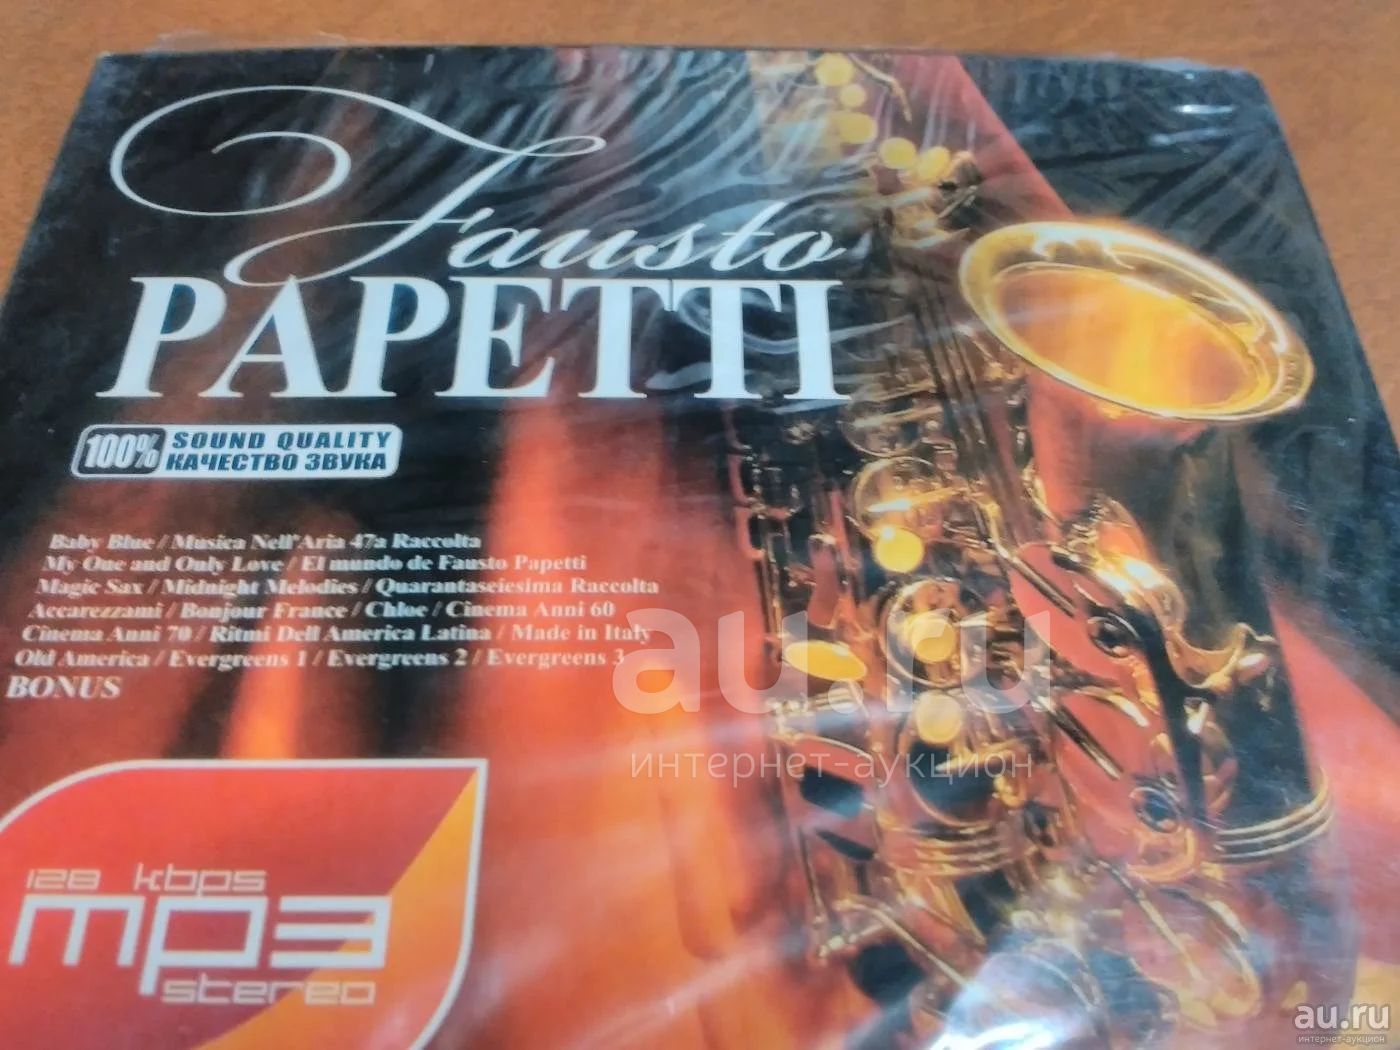 Fausto
PAPETTI
100% SOUND QUALITY
КАЧЕСТВО ЗВУКА
Baby Blue / Musica Nell'Aria 47a Raccolta
My One and Only Love / El mundo de Fausto Papetti
Magic Sax / Midnight Melodies / Quarantaseiesima Raccolta
Accarezzami / Bonjour France / Chloe / Cinema Anni 60
Cinema Anni 70 / Ritmi Dell America Latina / Made in Italy
Old America / Evergreens 1 / Evergreens 2 / Evergreens 3
BONUS
au.ru
интернет-аукцион
128 kbps
mp3
stereo
au.ru
интернет-аукцион